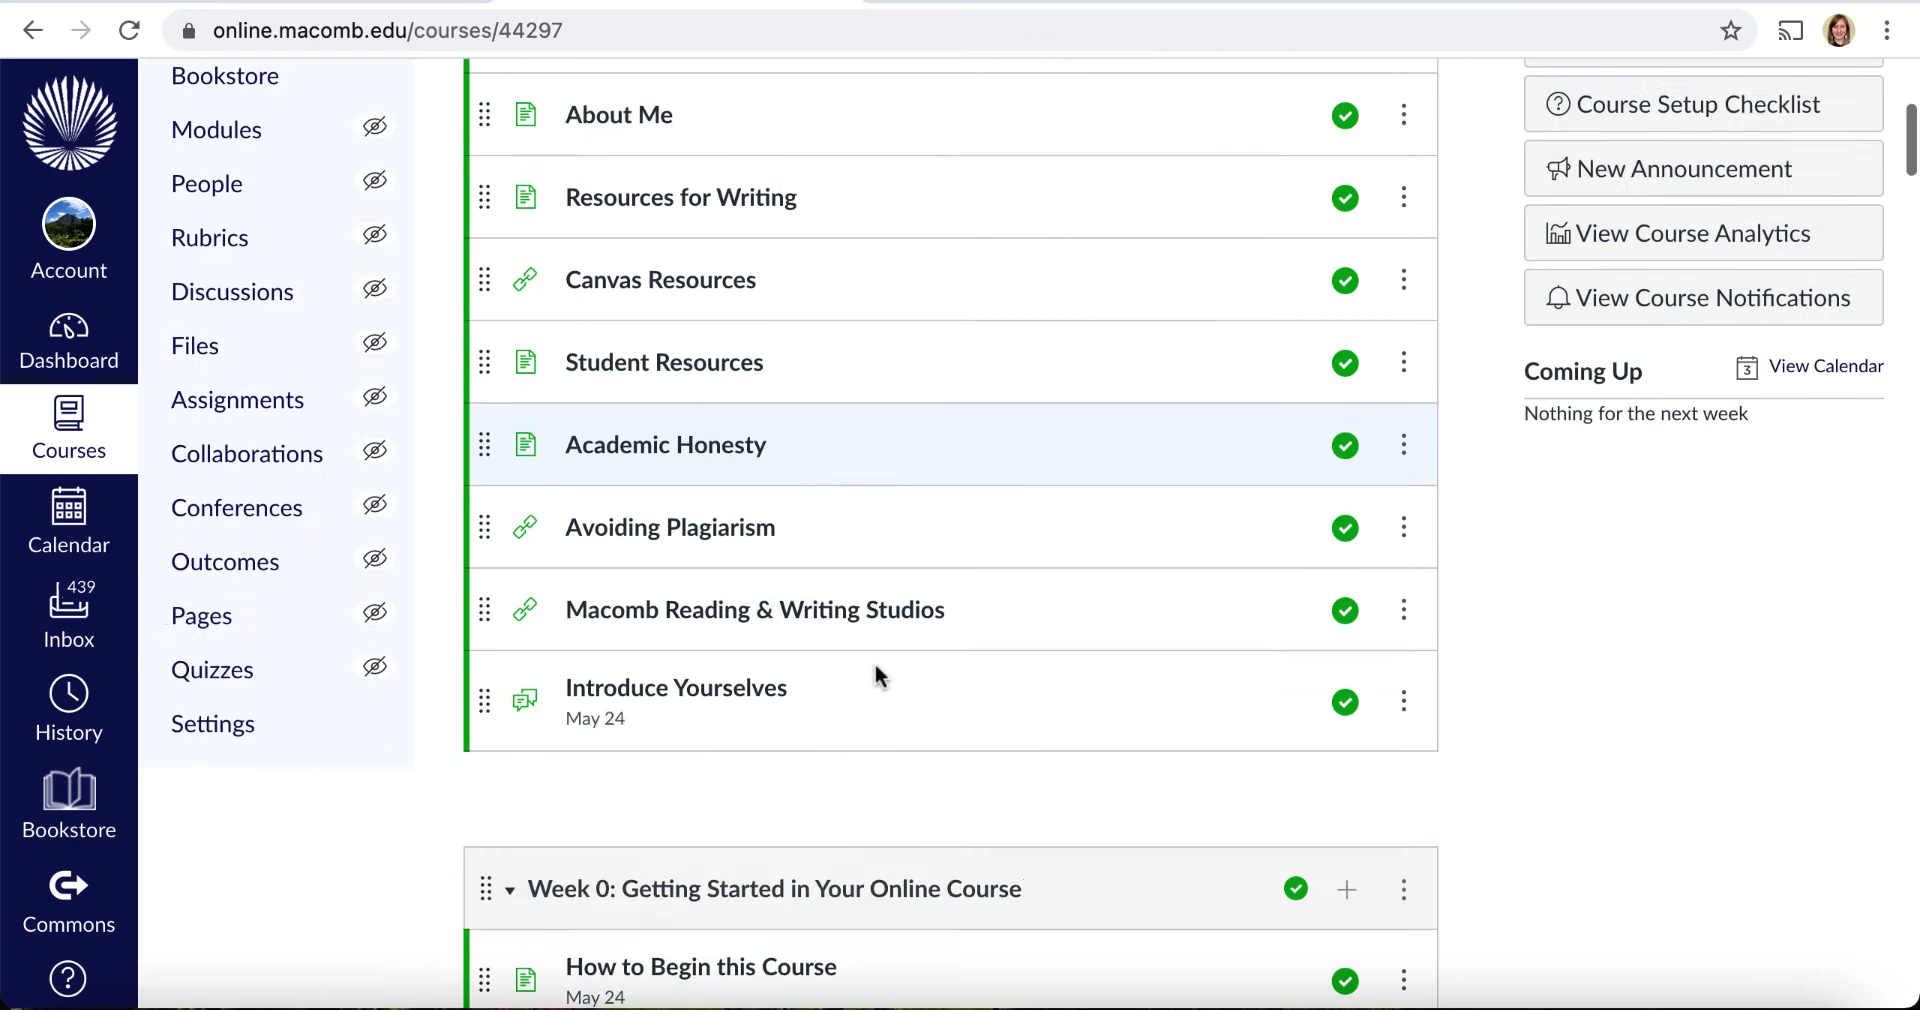 online.macomb.edu/courses/44297
Account
Dashboard
Courses
Calendar
439
Inbox
History
Bookstore
Commons
Bookstore
Modules
People
Rubrics
Discussions
Files
Assignments
Collaborations
Conferences
Outcomes
Pages
Quizzes
Settings
About Me
Resources for Writing
Canvas Resources
Student Resources
Academic Honesty
Avoiding Plagiarism
Macomb Reading & Writing Studios
Introduce Yourselves
May 24
Week 0: Getting Started in Your Online Course
How to Begin this Course
May 24
Course Setup Checklist
New Announcement
View Course Analytics
View Course Notifications
Coming Up
3 View Calendar
Nothing for the next week